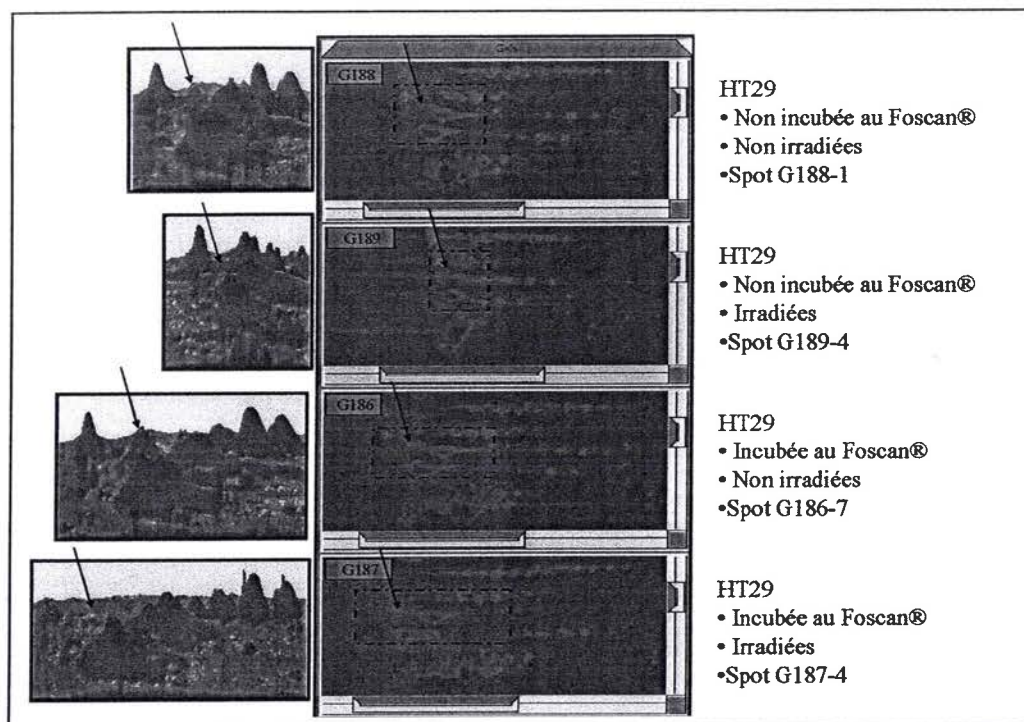 G188
HT29
• Non incubée au Foscan®
• Non irradiées
•Spot G188-1
G189
HT29
• Non incubée au Foscan®
• Irradiées
•Spot G189-4
G186
HT29
• Incubée au Foscan®
• Non irradiées
•Spot G186-7
G187
HT29
• Incubée au Foscan®
• Irradiées
•Spot G187-4